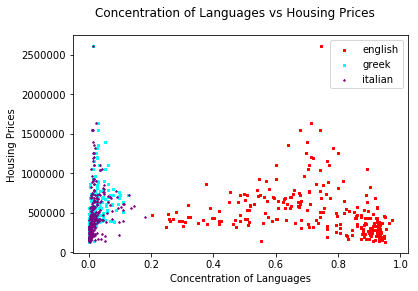 Concentration of Languages vs Housing Prices
english
greek
italian
Housing Prices
2500000
2000000
1500000
1000000
500000
0
0.0 0.2 0.4 0.6 0.8 1.0
Concentration of Languages